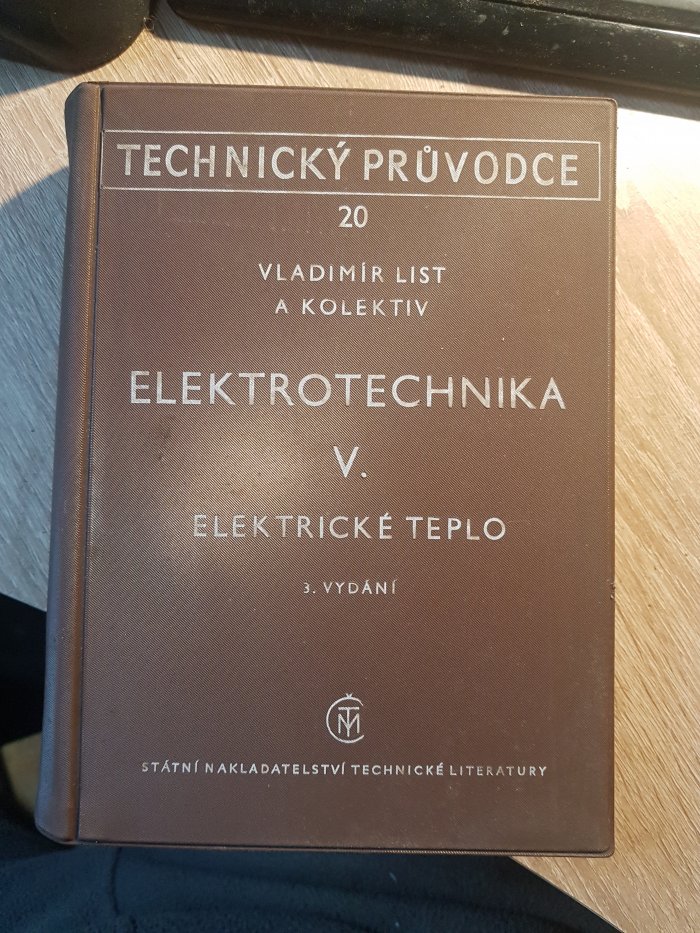 TECHNICKÝ PRŮVODCE
20
VLADIMÍR LIST
A KOLEKTIV
ELEKTROTECHNIKA
V.
ELEKTRICKÉ TEPLO
3. VYDÁNÍ
STÁTNÍ NAKLADATELSTVÍ TECHNICKÉ LITERATURY